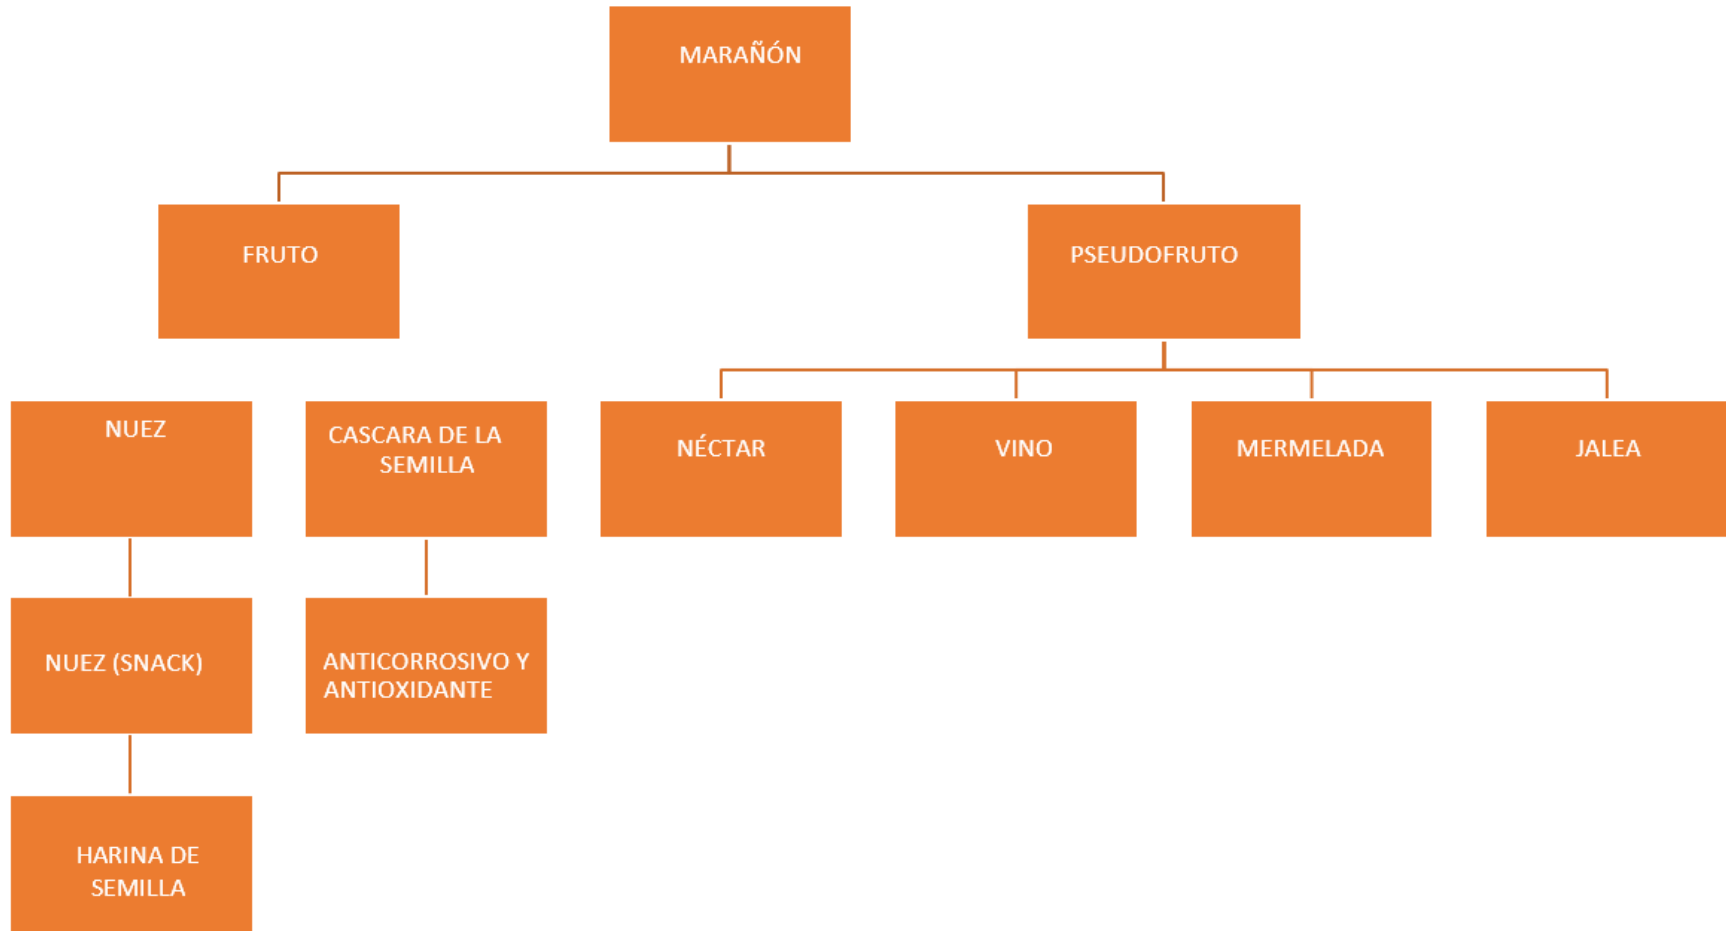 MARAÑÓN
FRUTO
PSEUDOFRUTO
NUEZ
CASCARA DE LA
SEMILLA
NÉCTAR
VINO
MERMELADA
JALEA
NUEZ (SNACK)
ANTICORROSIVO Y
ANTIOXIDANTE
HARINA DE
SEMILLA